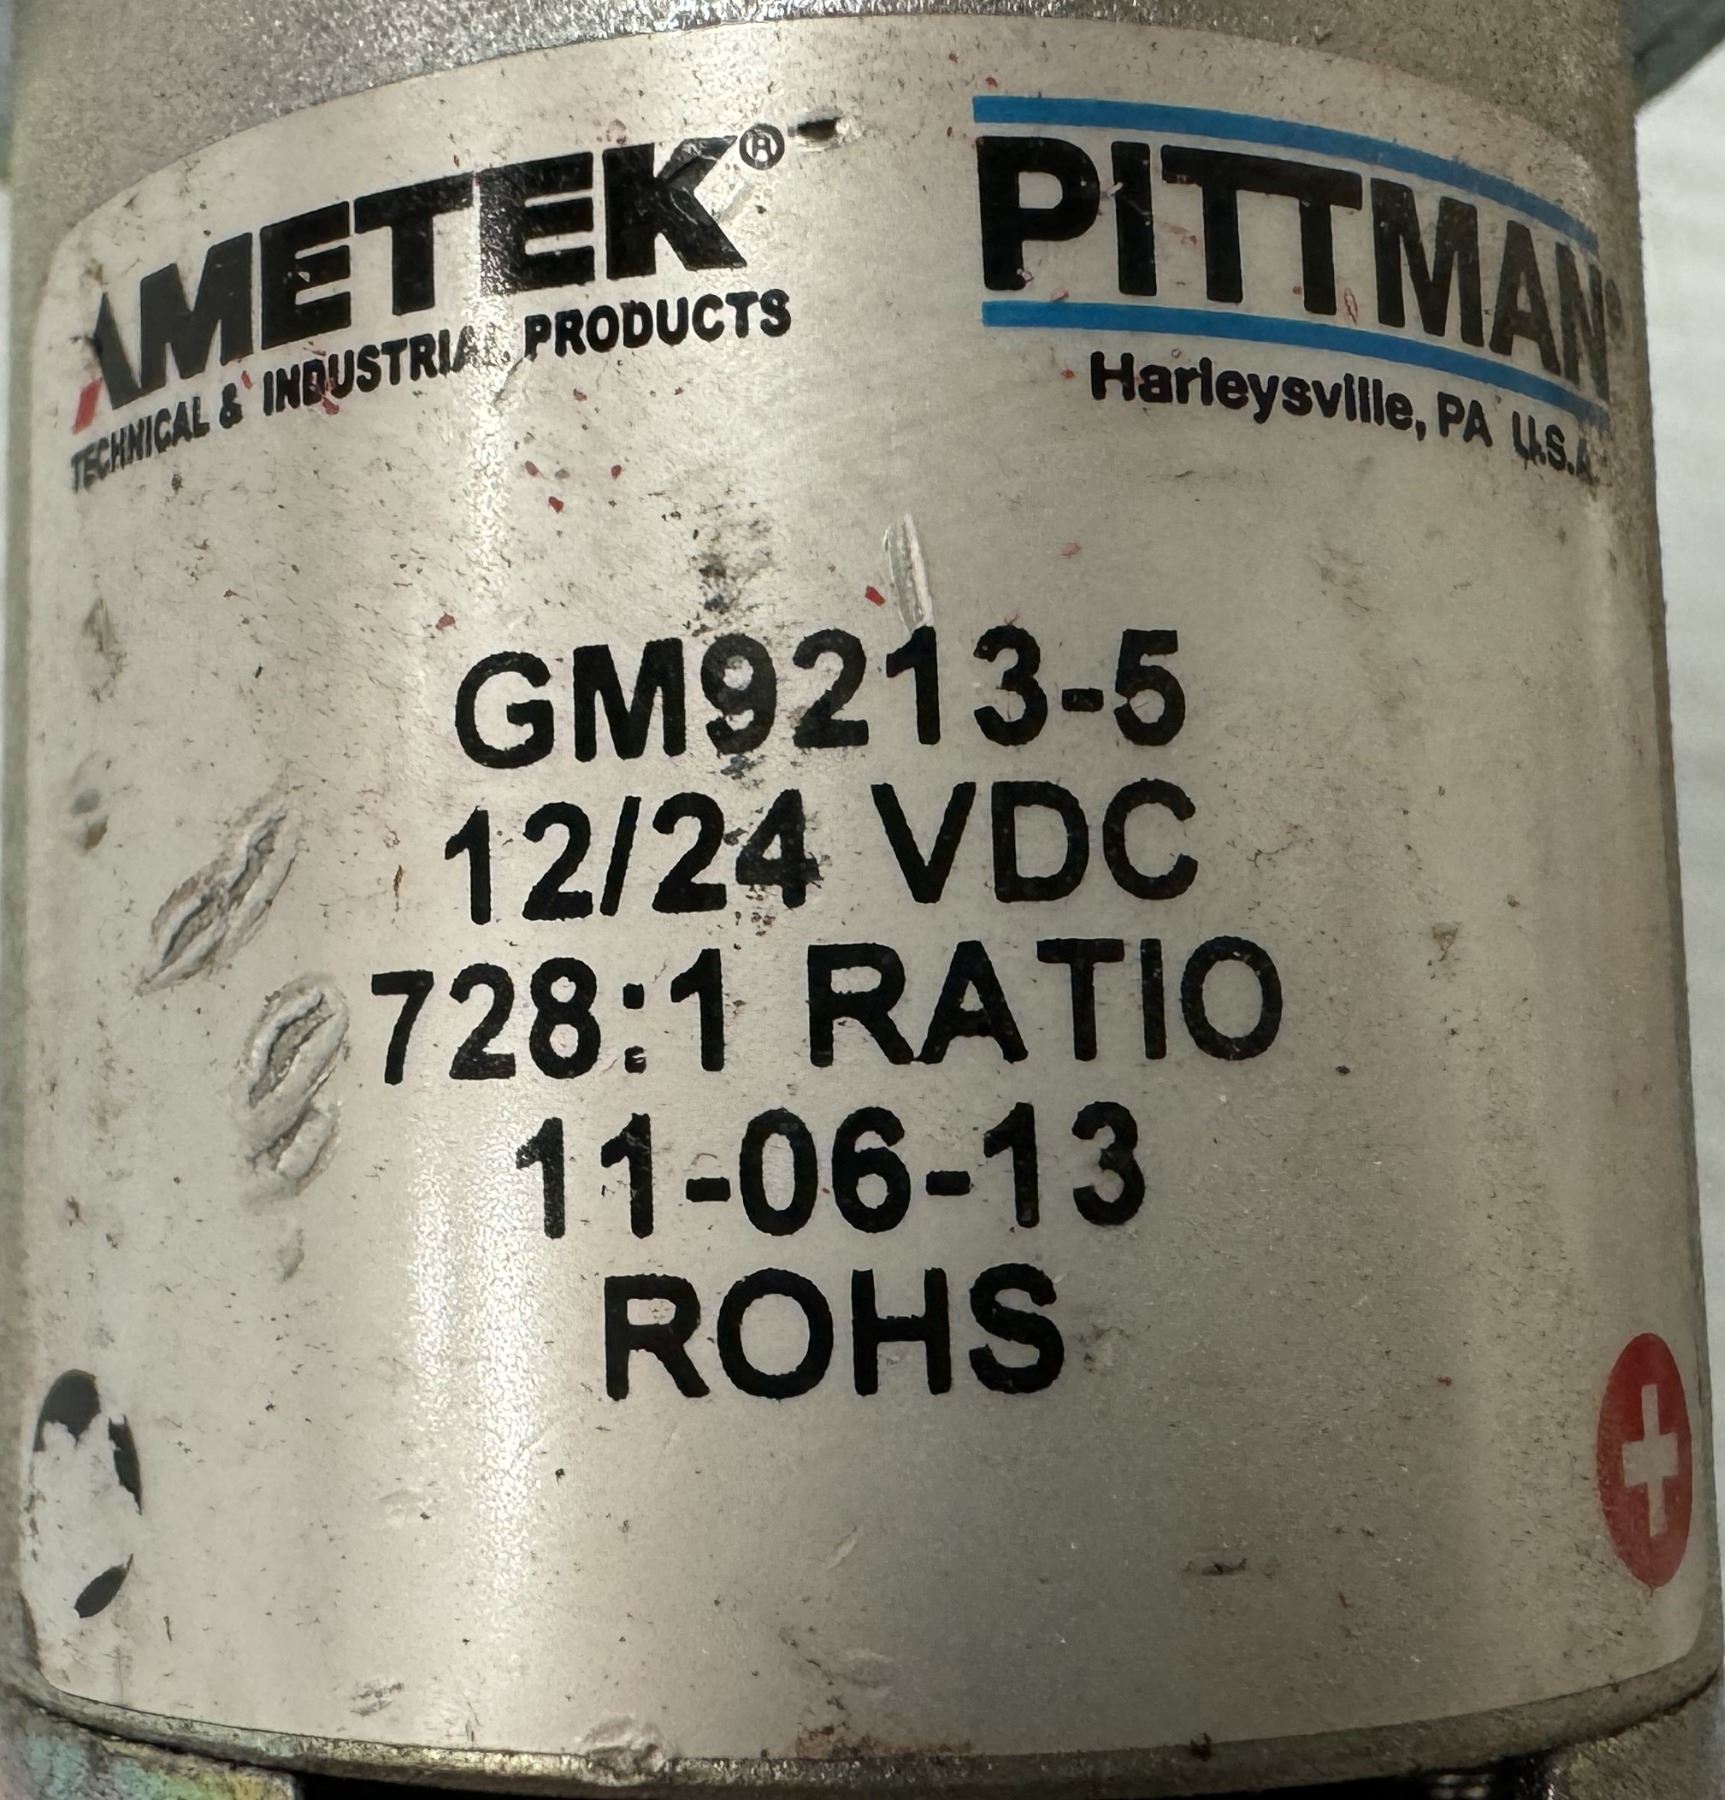 AMETEK®
TECHNICAL & INDUSTRIAL PRODUCTS
PITTMAN®
Harleysville, PA U.S.A.
GM9213-5
12/24 VDC
728:1 RATIO
11-06-13
ROHS
+